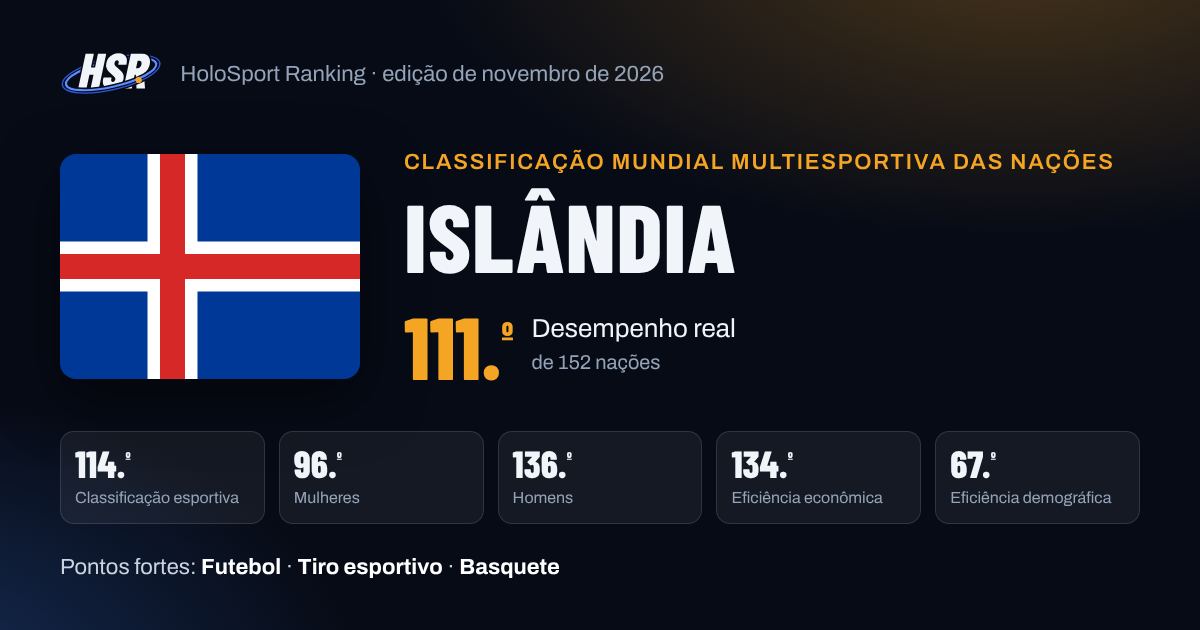 HSR
HoloSport Ranking · edição de novembro de 2026
CLASSIFICAÇÃO MUNDIAL MULTIESPORTIVA DAS NAÇÕES
ISLÂNDIA
111.º
Desempenho real
de 152 nações
114.º
Classificação esportiva
96.º
Mulheres
136.º
Homens
134.º
Eficiência econômica
67.º
Eficiência demográfica
Pontos fortes: Futebol · Tiro esportivo · Basquete